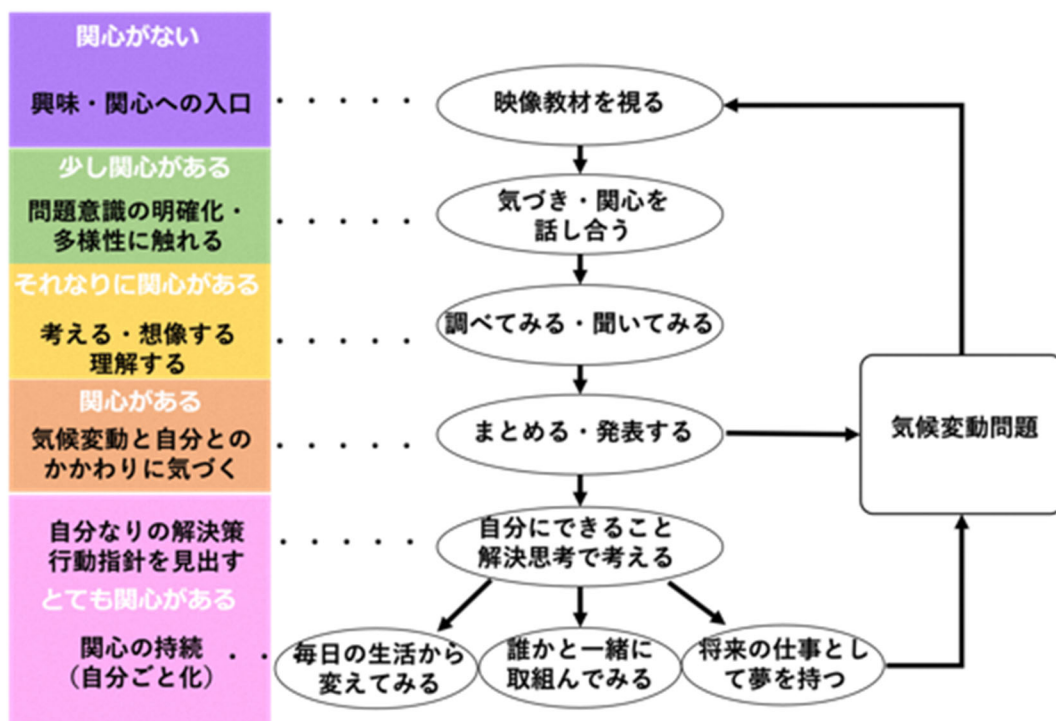 関心がない
興味・関心への入口
・・・・・
映像教材を視る
少し関心がある
問題意識の明確化・
多様性に触れる
・・・・・
気づき・関心を
話し合う
それなりに関心がある
考える・想像する
理解する
・・・・・
調べてみる・聞いてみる
関心がある
気候変動と自分との
かかわりに気づく
・・・・・
まとめる・発表する
気候変動問題
自分なりの解決策
行動指針を見出す
・・・・・
自分にできること
解決思考で考える
とても関心がある
関心の持続
（自分ごと化）
・・・
毎日の生活から
変えてみる
誰かと一緒に
取組んでみる
将来の仕事とし
て夢を持つ